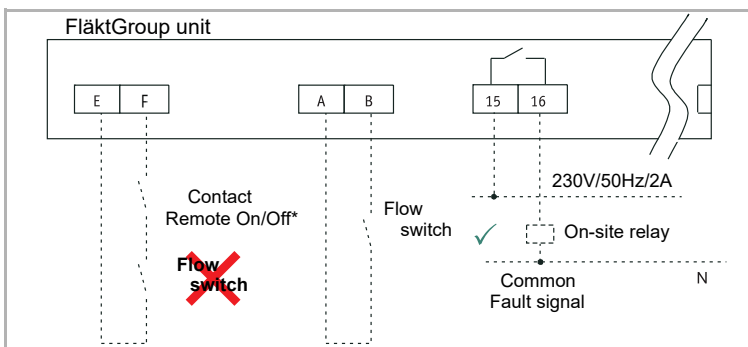 FläktGroup unit
E F A B 15 16
230V/50Hz/2A
Contact
Remote On/Off*
Flow
switch
Flow
switch
On-site relay
Common
Fault signal
N